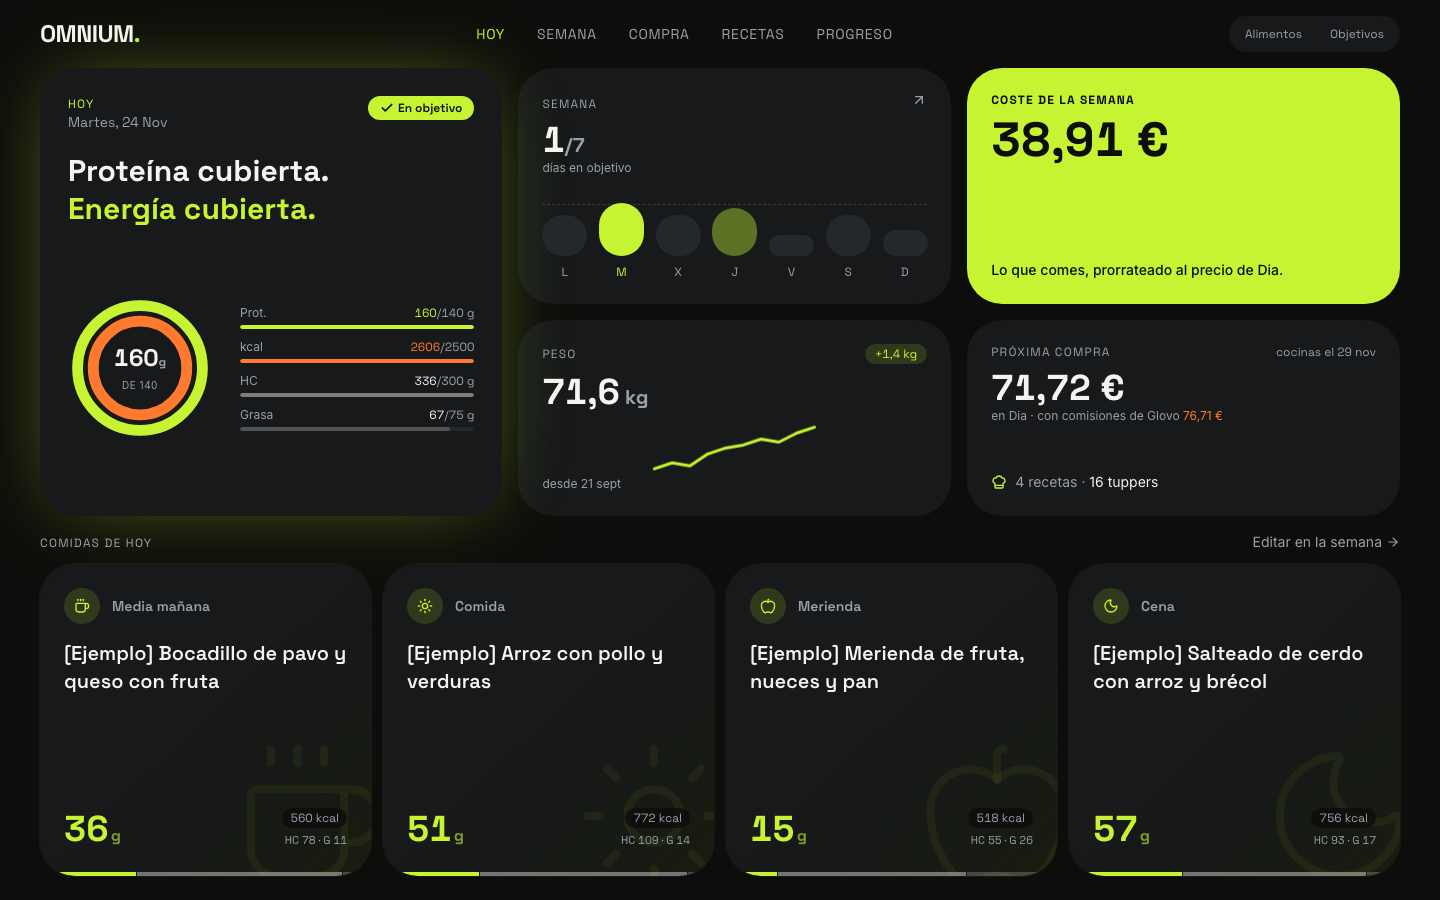 OMNIUM.
HOY
SEMANA
COMPRA
RECETAS
PROGRESO
Alimentos
Objetivos
HOY
Martes, 24 Nov
En objetivo
Proteína cubierta.
Energía cubierta.
160g
DE 140
Prot. 160/140 g
kcal 2606/2500
HC 336/300 g
Grasa 67/75 g
SEMANA
1/7
días en objetivo
L M X J V S D
COSTE DE LA SEMANA
38,91 €
Lo que comes, prorrateado al precio de Dia.
PESO
+1,4 kg
71,6 kg
desde 21 sept
PRÓXIMA COMPRA
cocinas el 29 nov
71,72 €
en Dia · con comisiones de Glovo 76,71 €
4 recetas · 16 tuppers
COMIDAS DE HOY
Editar en la semana →
Media mañana
[Ejemplo] Bocadillo de pavo y
queso con fruta
36 g
560 kcal
HC 78 · G 11
Comida
[Ejemplo] Arroz con pollo y
verduras
51 g
772 kcal
HC 109 · G 14
Merienda
[Ejemplo] Merienda de fruta,
nueces y pan
15 g
518 kcal
HC 55 · G 26
Cena
[Ejemplo] Salteado de cerdo
con arroz y brécol
57 g
756 kcal
HC 93 · G 17